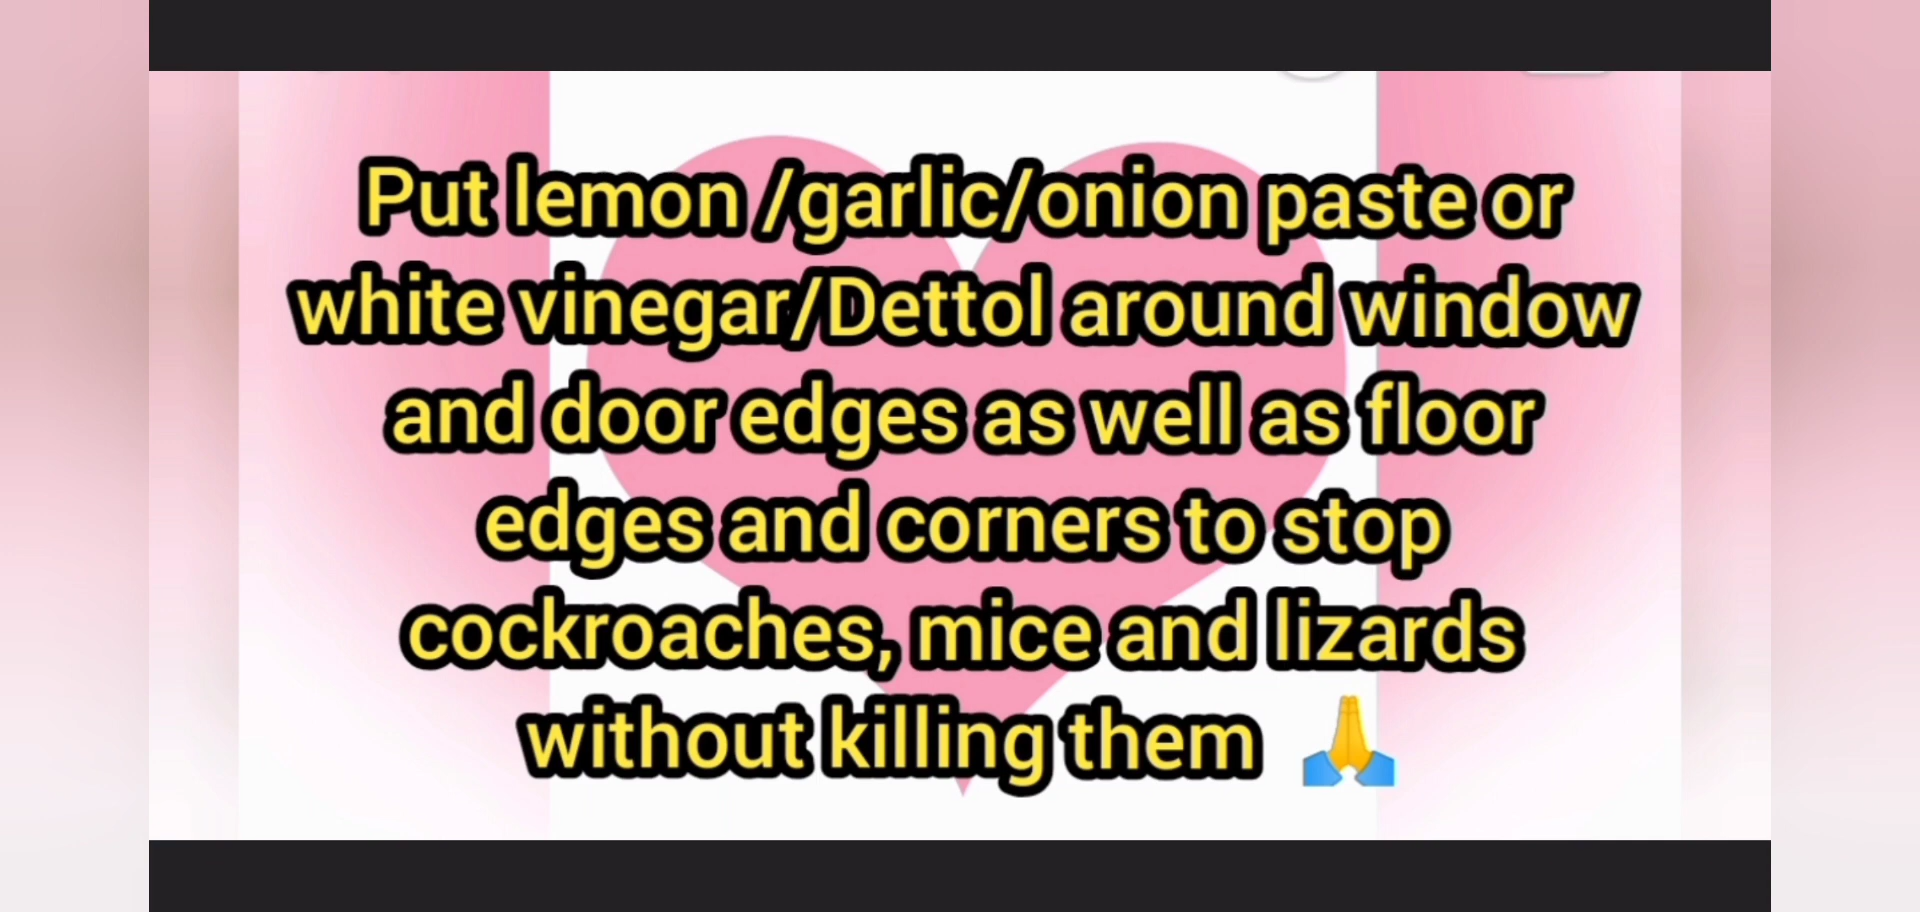 Put lemon /garlic/onion paste or
white vinegar/Dettol around window
and door edges as well as floor
edges and corners to stop
cockroaches, mice and lizards
without killing them 🙏